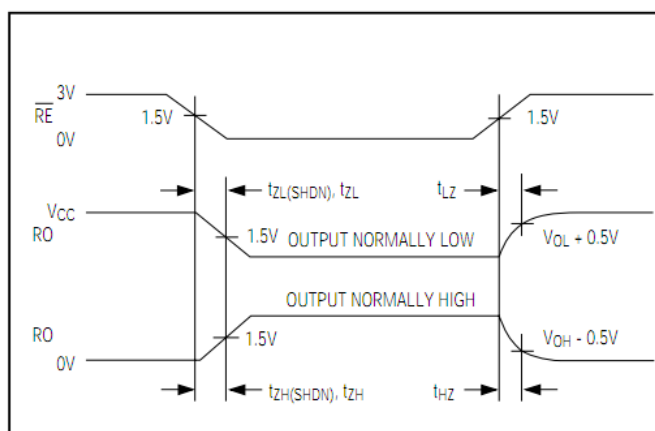 3V
RE
1.5V
1.5V
0V
tZL(SHDN), tZL
tLZ
VCC
RO
1.5V
OUTPUT NORMALLY LOW
VOL + 0.5V
OUTPUT NORMALLY HIGH
RO
1.5V
VOH - 0.5V
0V
tZH(SHDN), tZH
tHZ